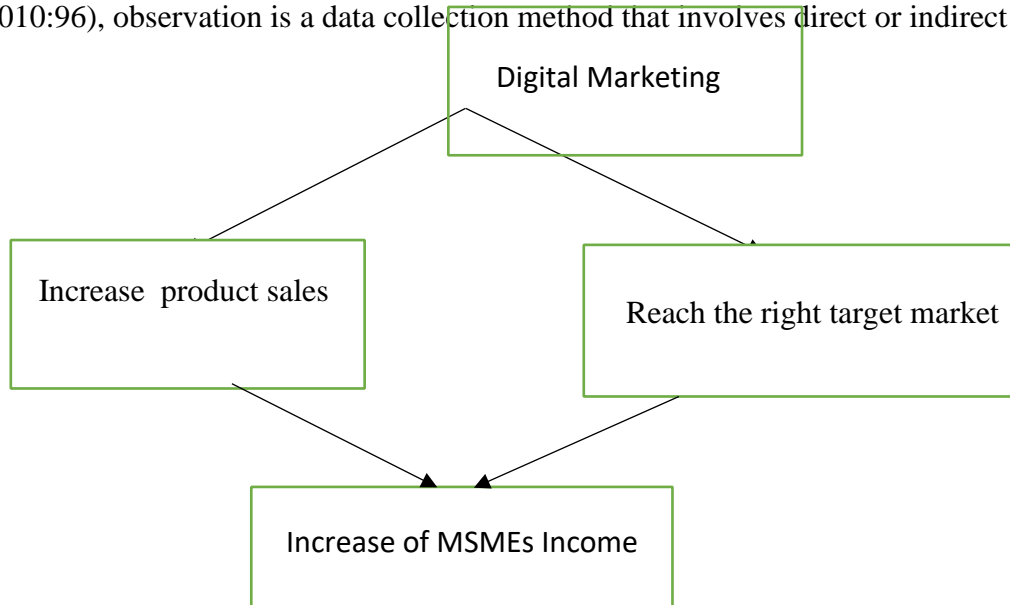 010:96), observation is a data collection method that involves direct or indirect
Digital Marketing
Increase product sales
Reach the right target market
Increase of MSMEs Income